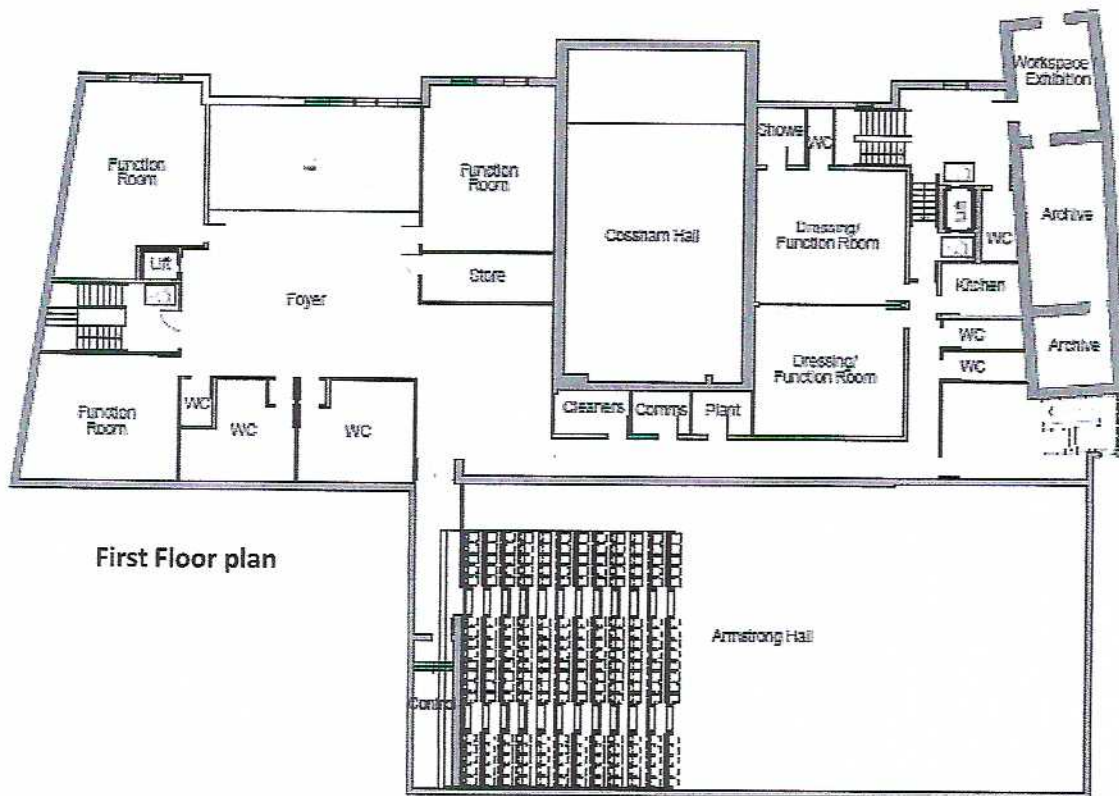 Workspace
Exhibition
Shower
WC
Function
Room
Function
Room
Archive
Cossham Hall
Dressing/
Function Room
Lift
WC
Lift
Store
Kitchen
Foyer
WC
Archive
WC
Dressing/
Function Room
Cleaners
Comms
Plant
Function
Room
WC
WC
WC
First Floor plan
Armstrong Hall
Control